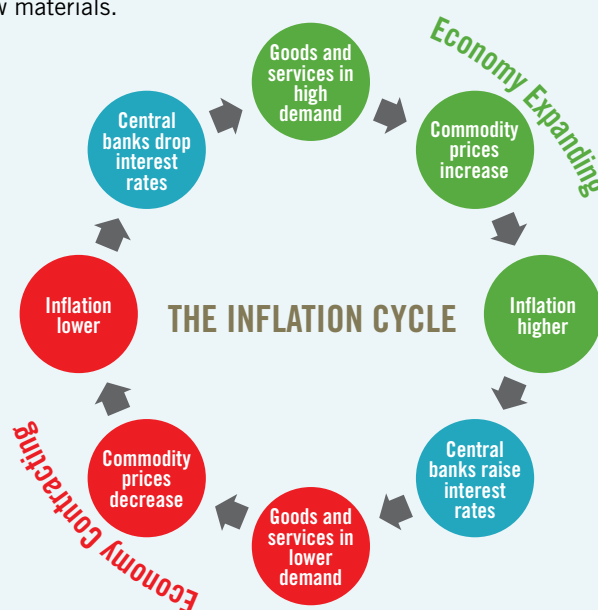 w materials.
Economy Expanding
Goods and
services in
high
demand
Commodity
prices
increase
Inflation
higher
Central
banks raise
interest
rates
Goods and
services in
lower
demand
Commodity
prices
decrease
Economy Contracting
Inflation
lower
Central
banks drop
interest
rates
THE INFLATION CYCLE